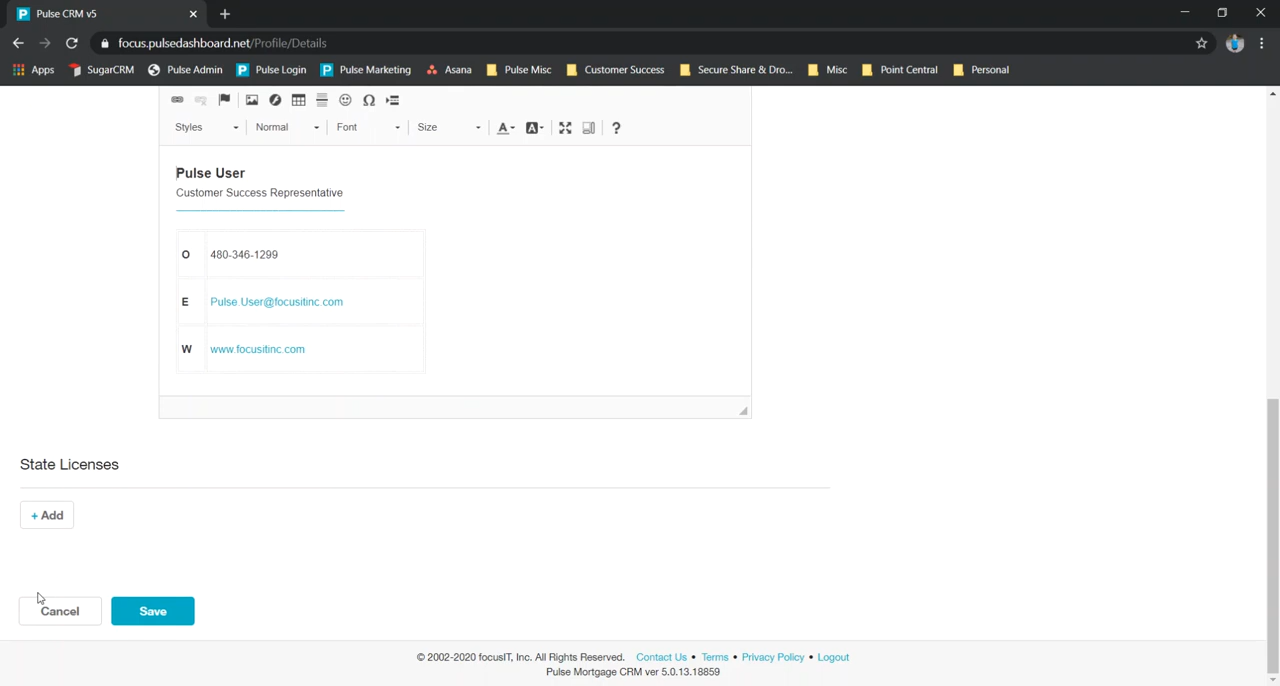 Pulse CRM v5
focus.pulsedashboard.net/Profile/Details
Apps SugarCRM Pulse Admin Pulse Login Pulse Marketing Asana Pulse Misc Customer Success Secure Share & Dro... Misc Point Central Personal
Styles Normal Font Size A A ?
Pulse User
Customer Success Representative
O 480-346-1299
E Pulse.User@focusitinc.com
W www.focusitinc.com
State Licenses
+ Add
Cancel Save
© 2002-2020 focusIT, Inc. All Rights Reserved. Contact Us • Terms • Privacy Policy • Logout
Pulse Mortgage CRM ver 5.0.13.18859